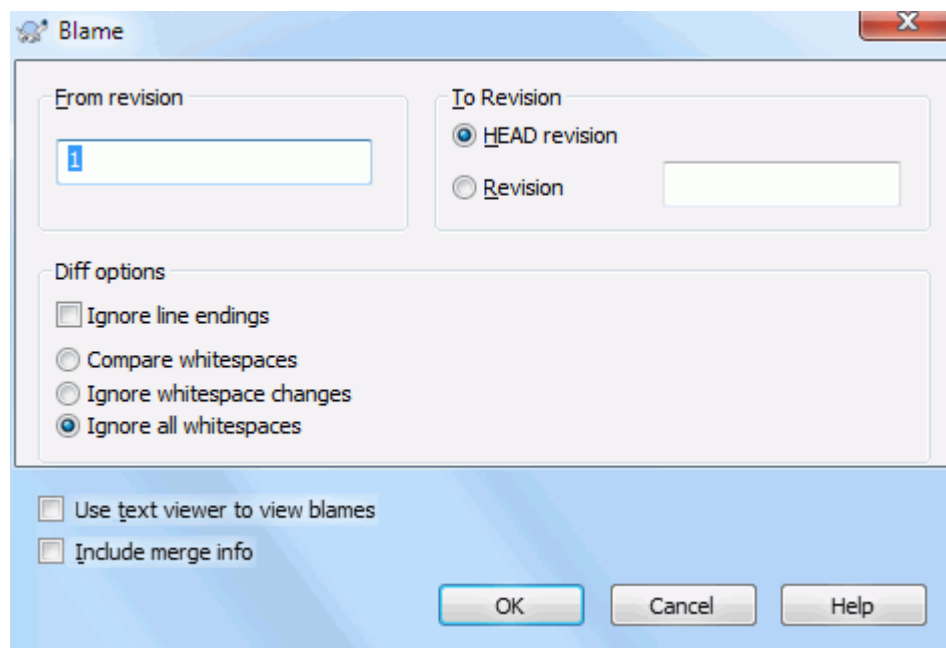 Blame
From revision
1
To Revision
HEAD revision
Revision
Diff options
Ignore line endings
Compare whitespaces
Ignore whitespace changes
Ignore all whitespaces
Use text viewer to view blames
Include merge info
OK Cancel Help